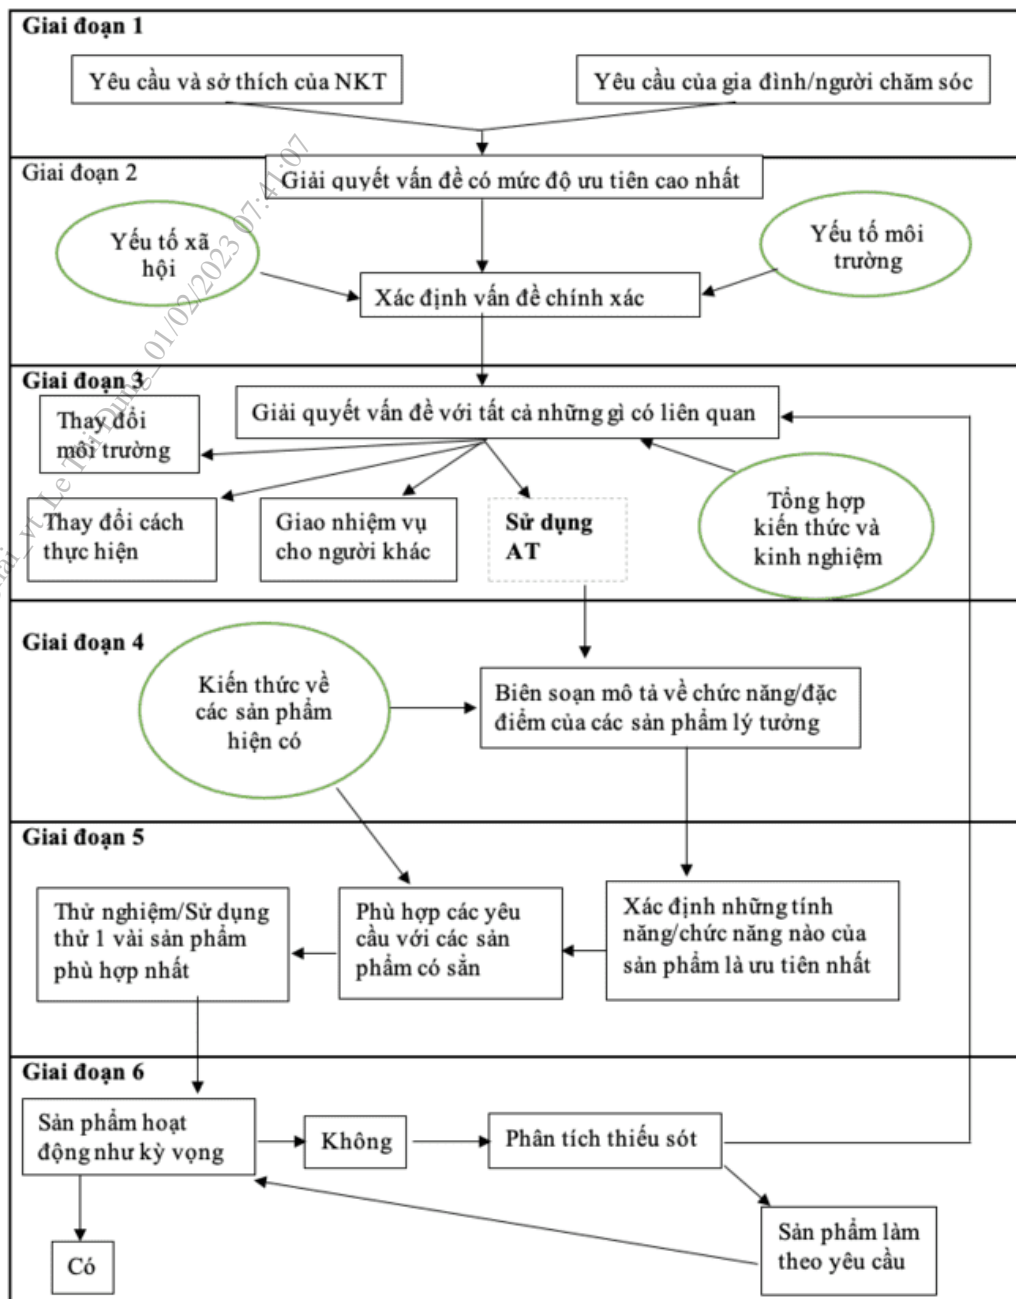 Giai đoạn 1
Yêu cầu và sở thích của NKT
Yêu cầu của gia đình/người chăm sóc
Giai đoạn 2
Giải quyết vấn đề có mức độ ưu tiên cao nhất
Yếu tố xã
hội
Yếu tố môi
trường
Xác định vấn đề chính xác
Giai đoạn 3
Giải quyết vấn đề với tất cả những gì có liên quan
Thay đổi
môi trường
Thay đổi cách
thực hiện
Giao nhiệm vụ
cho người khác
Sử dụng
AT
Tổng hợp
kiến thức và
kinh nghiệm
Giai đoạn 4
Kiến thức về
các sản phẩm
hiện có
Biên soạn mô tả về chức năng/đặc
điểm của các sản phẩm lý tưởng
Giai đoạn 5
Thử nghiệm/Sử dụng
thử 1 vài sản phẩm
phù hợp nhất
Phù hợp các yêu
cầu với các sản
phẩm có sẵn
Xác định những tính
năng/chức năng nào của
sản phẩm là ưu tiên nhất
Giai đoạn 6
Sản phẩm hoạt
động như kỳ vọng
Không
Phân tích thiếu sót
Có
Sản phẩm làm
theo yêu cầu
vt_Le Thi Dung_01/02/2023 07:41:07